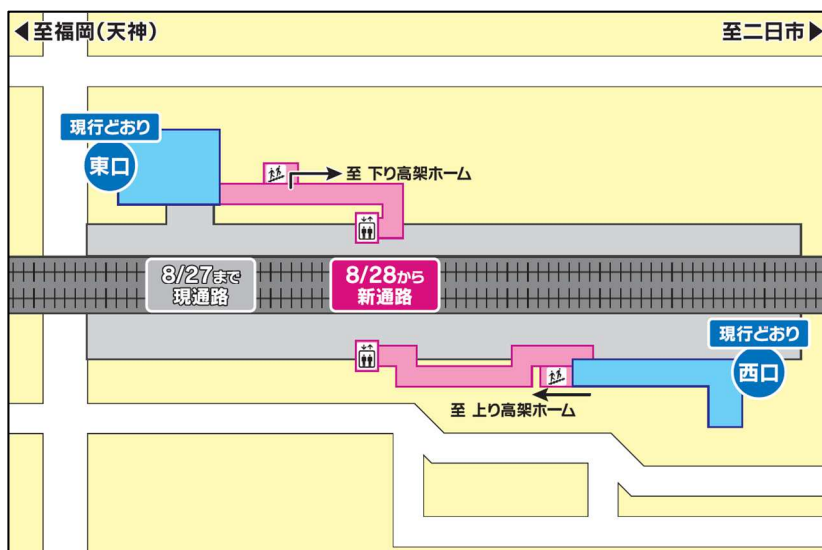 至福岡(天神)
至二日市
現行どおり
東口
至 下り高架ホーム
8/27まで
現通路
8/28から
新通路
現行どおり
西口
至 上り高架ホーム